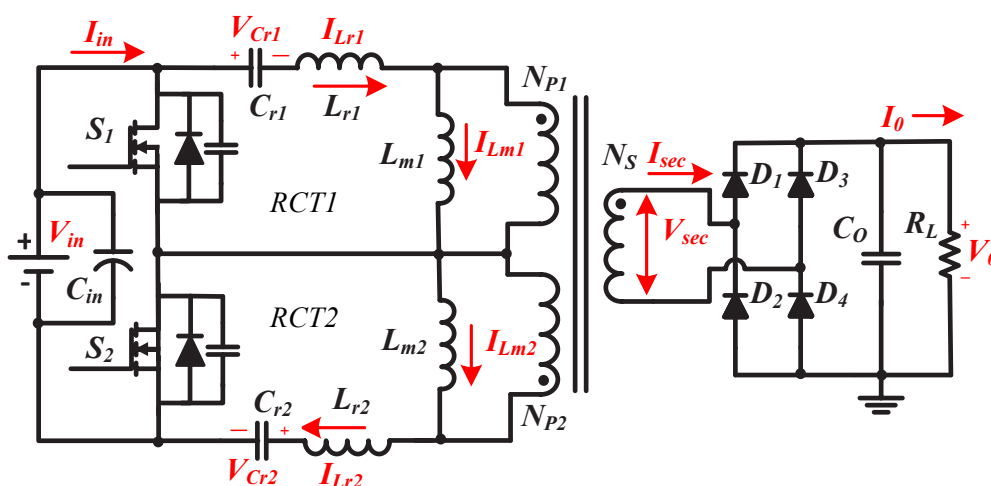 I_in
V_Cr1
I_Lr1
+
−
C_r1
L_r1
N_P1
S_1
L_m1
I_Lm1
RCT1
N_S
I_sec
I_0
D_1
D_3
V_in
+
-
C_in
V_sec
C_O
R_L
+
V_0
−
RCT2
S_2
L_m2
I_Lm2
D_2
D_4
C_r2
L_r2
−
+
V_Cr2
I_Lr2
N_P2